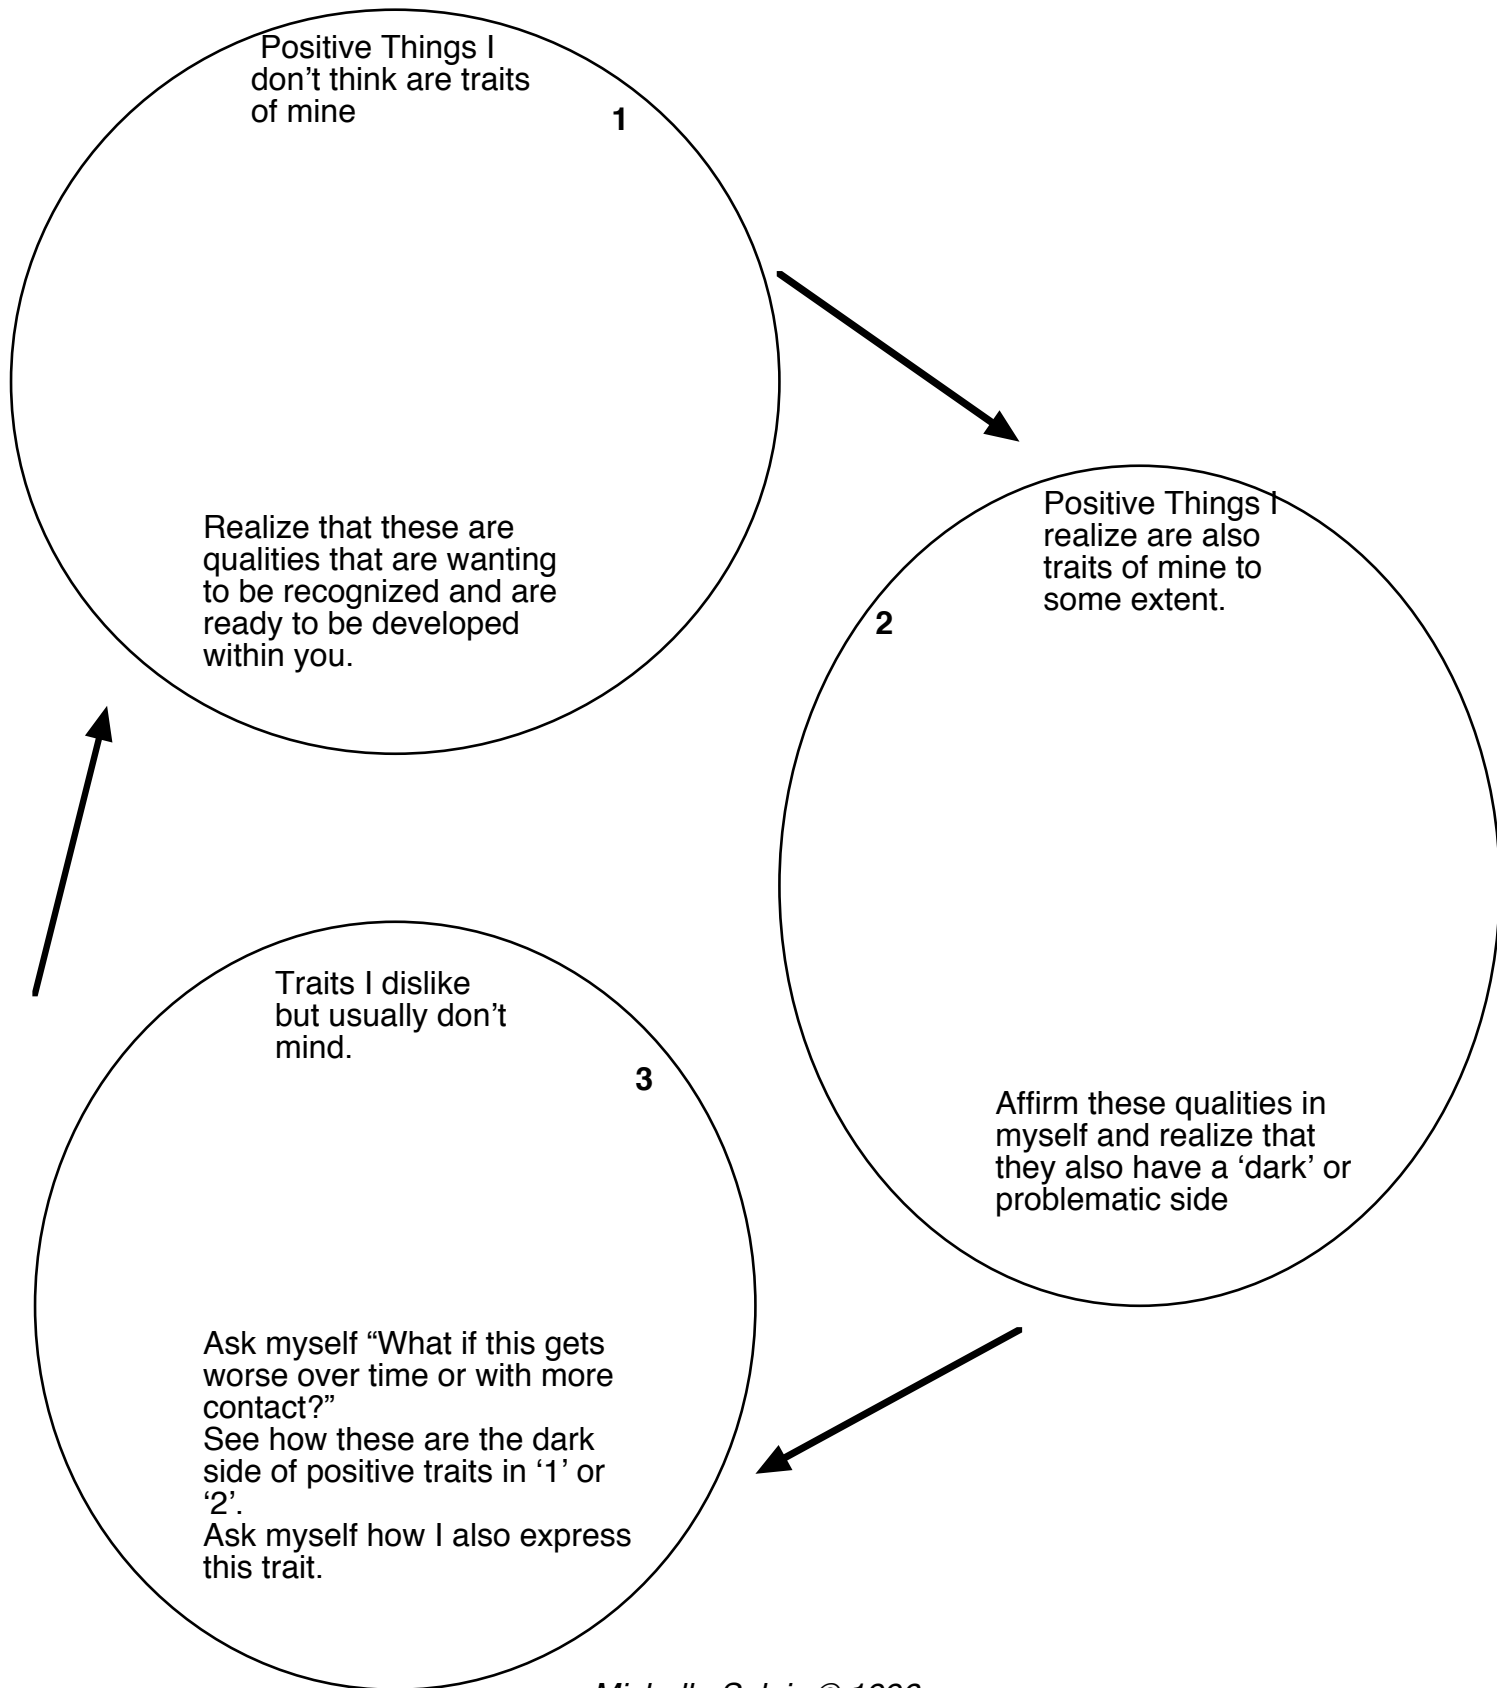 Positive Things I
don't think are traits
of mine
1
Realize that these are
qualities that are wanting
to be recognized and are
ready to be developed
within you.
Positive Things I
realize are also
traits of mine to
some extent.
2
Affirm these qualities in
myself and realize that
they also have a ‘dark’ or
problematic side
Traits I dislike
but usually don’t
mind.
3
Ask myself “What if this gets
worse over time or with more
contact?”
See how these are the dark
side of positive traits in ‘1’ or
‘2’.
Ask myself how I also express
this trait.